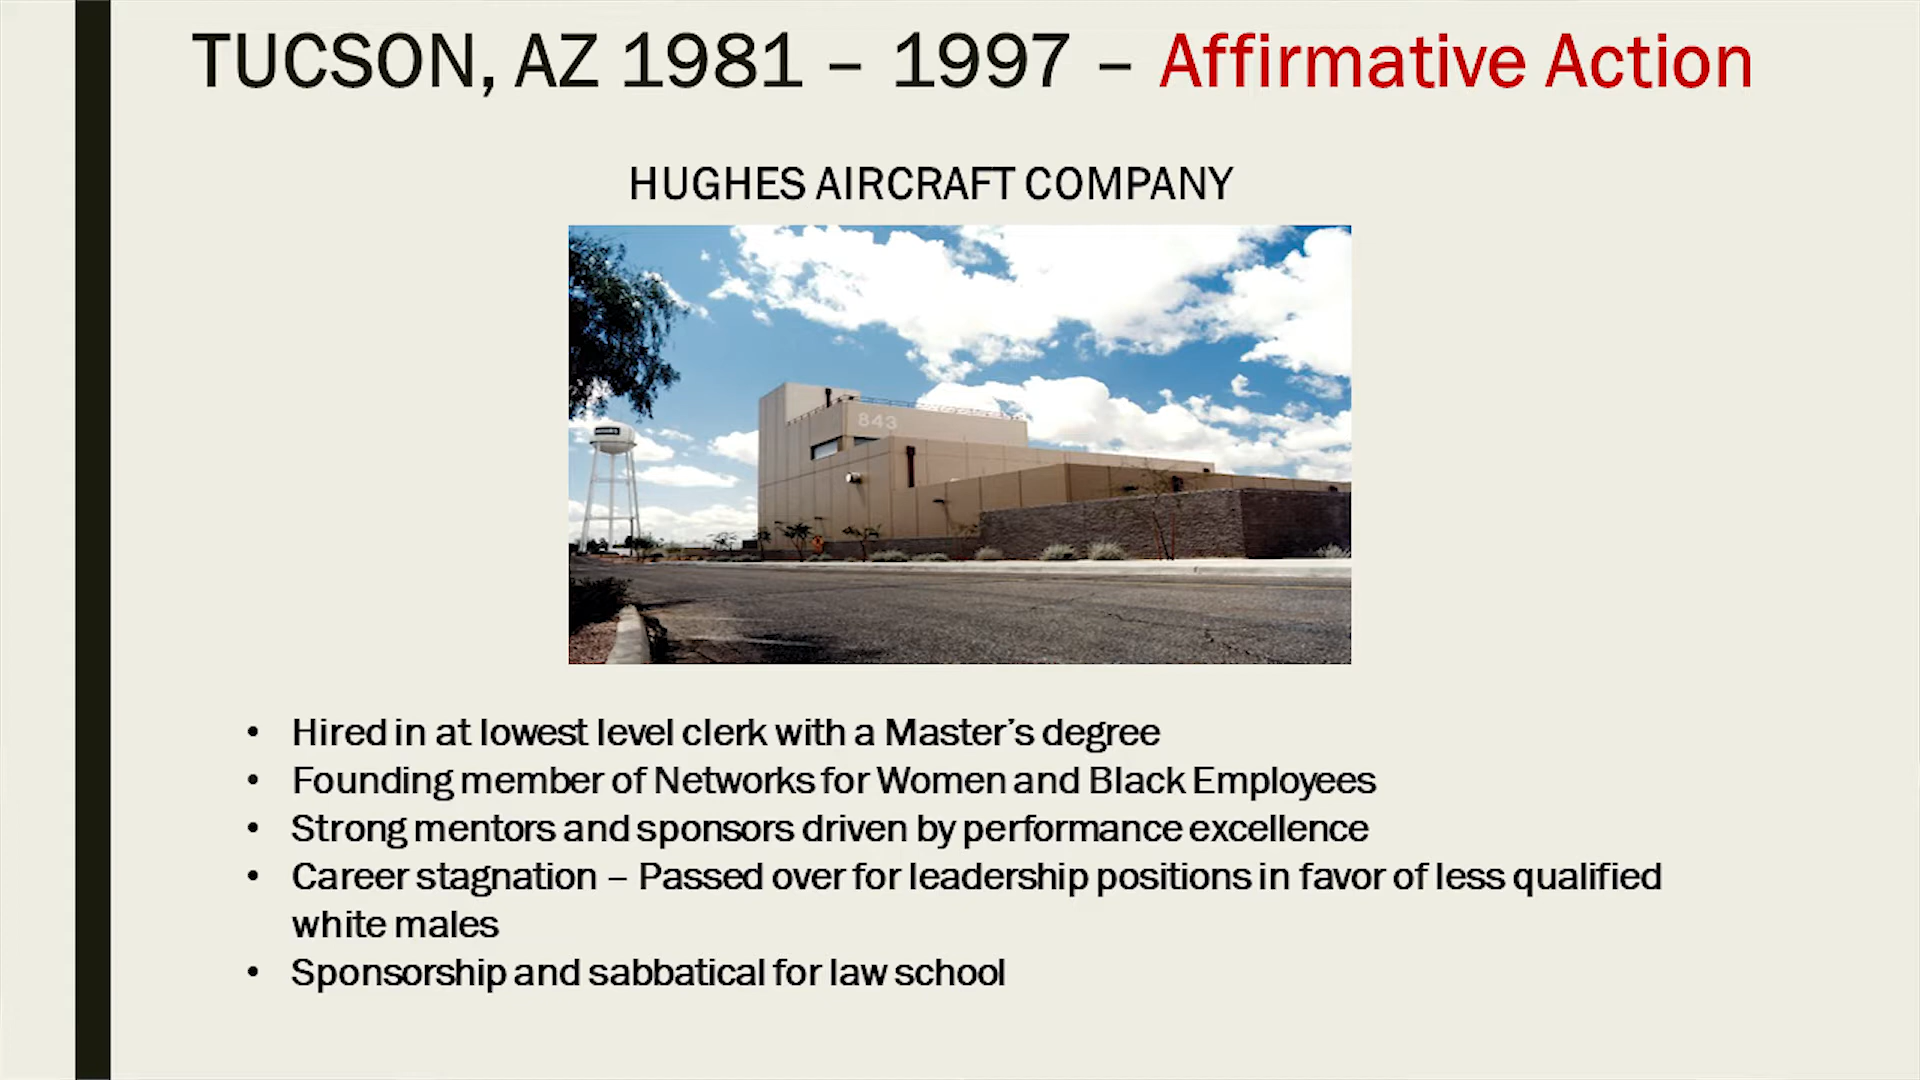 TUCSON, AZ 1981 – 1997 – Affirmative Action
HUGHES AIRCRAFT COMPANY
843
• Hired in at lowest level clerk with a Master's degree
• Founding member of Networks for Women and Black Employees
• Strong mentors and sponsors driven by performance excellence
• Career stagnation – Passed over for leadership positions in favor of less qualified
white males
• Sponsorship and sabbatical for law school